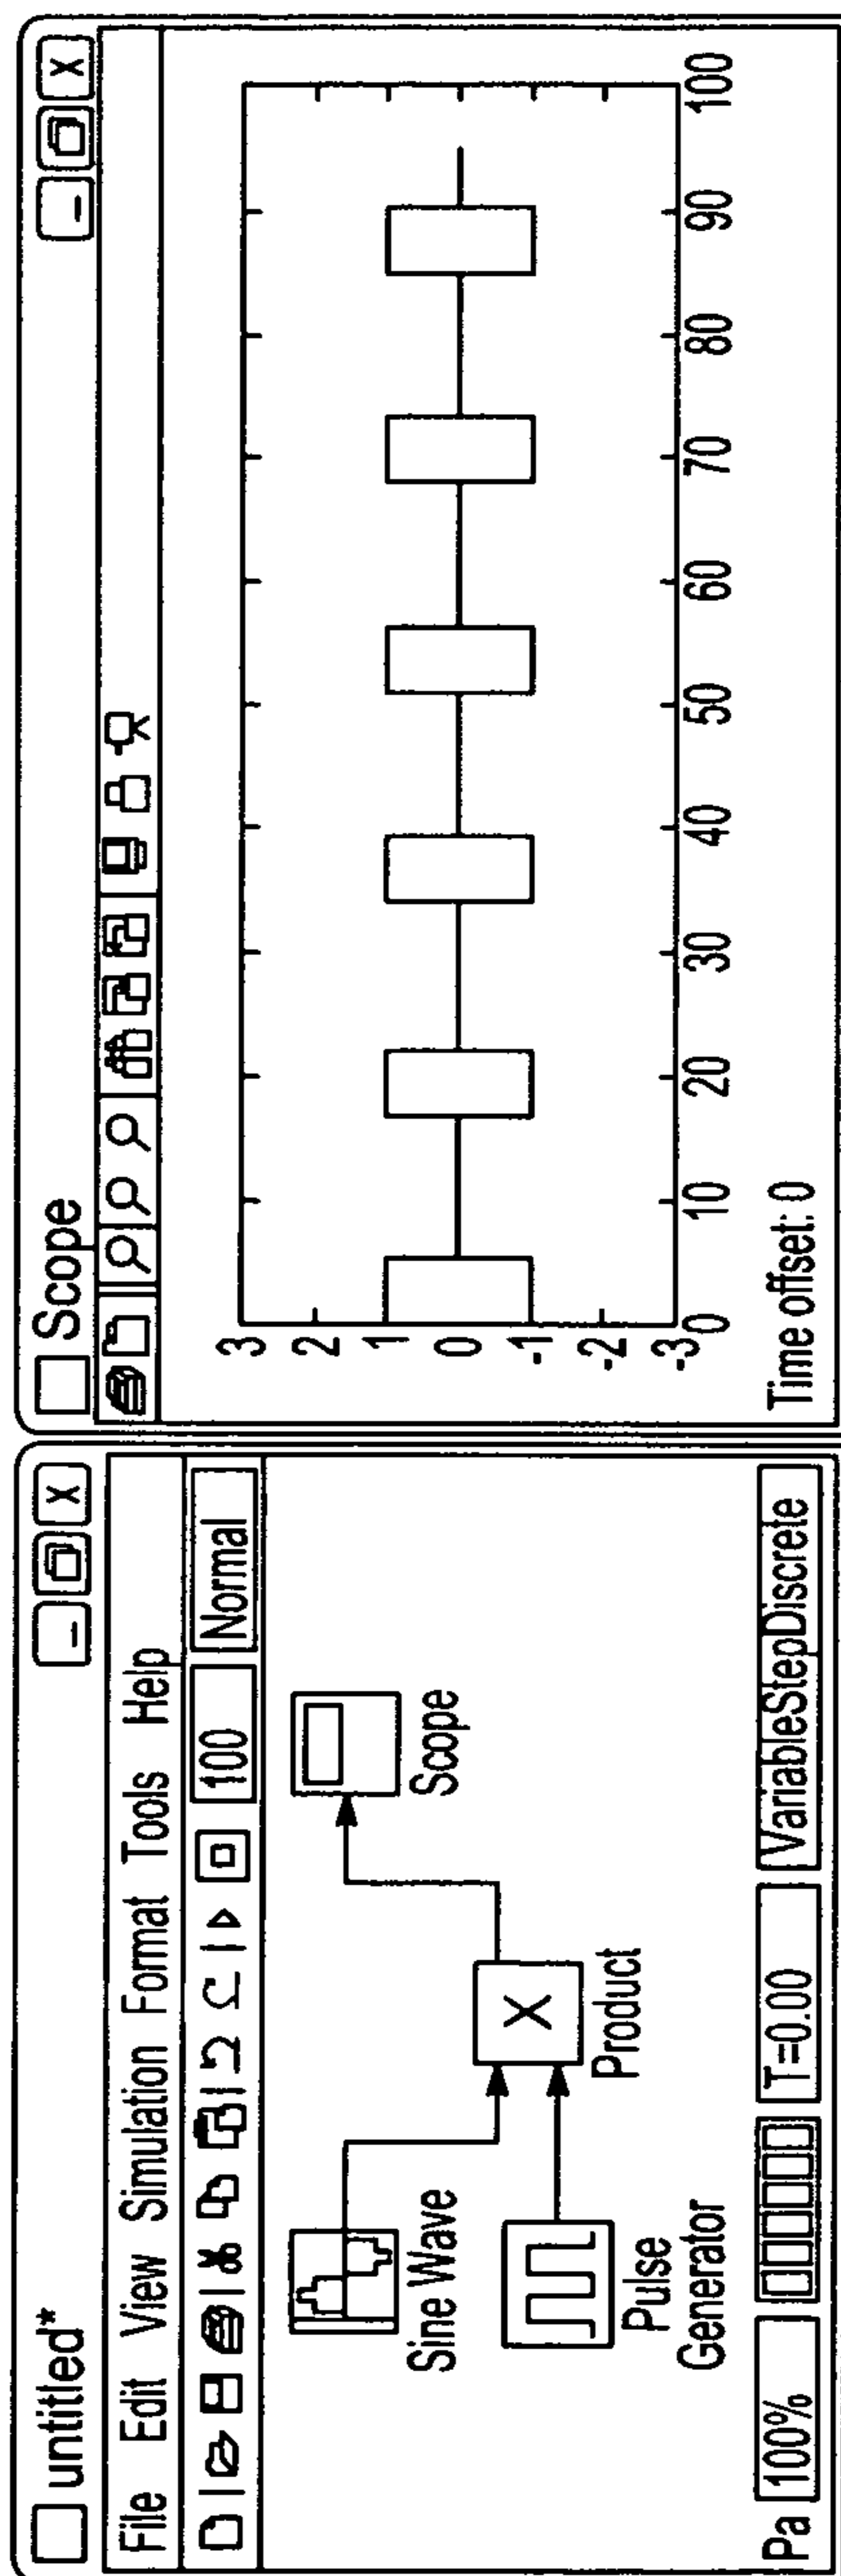 untitled*
File Edit View Simulation Format Tools Help
100 Normal
Sine Wave
Pulse
Generator
X
Product
Scope
Pa 100% T=0.00 VariableStepDiscrete
Scope
3
2
1
0
-1
-2
-3
0 10 20 30 40 50 60 70 80 90 100
Time offset: 0